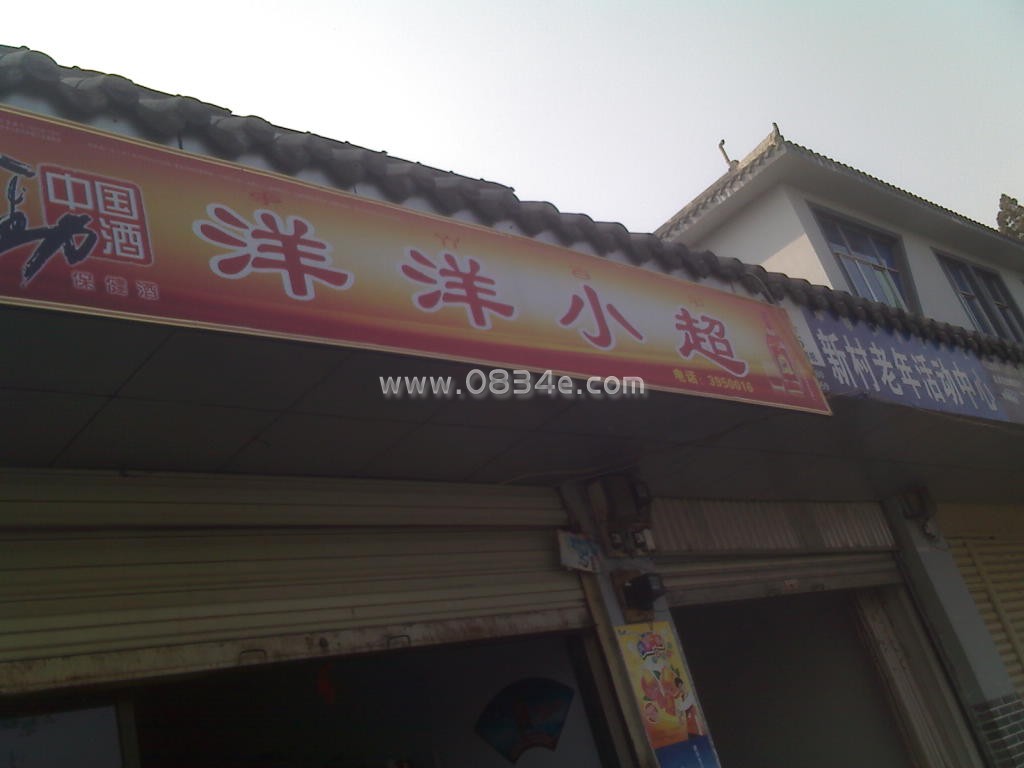 劲
中国
酒
保健酒
洋洋小超
电话:3950016
新村老年活动中心
www.0834e.com